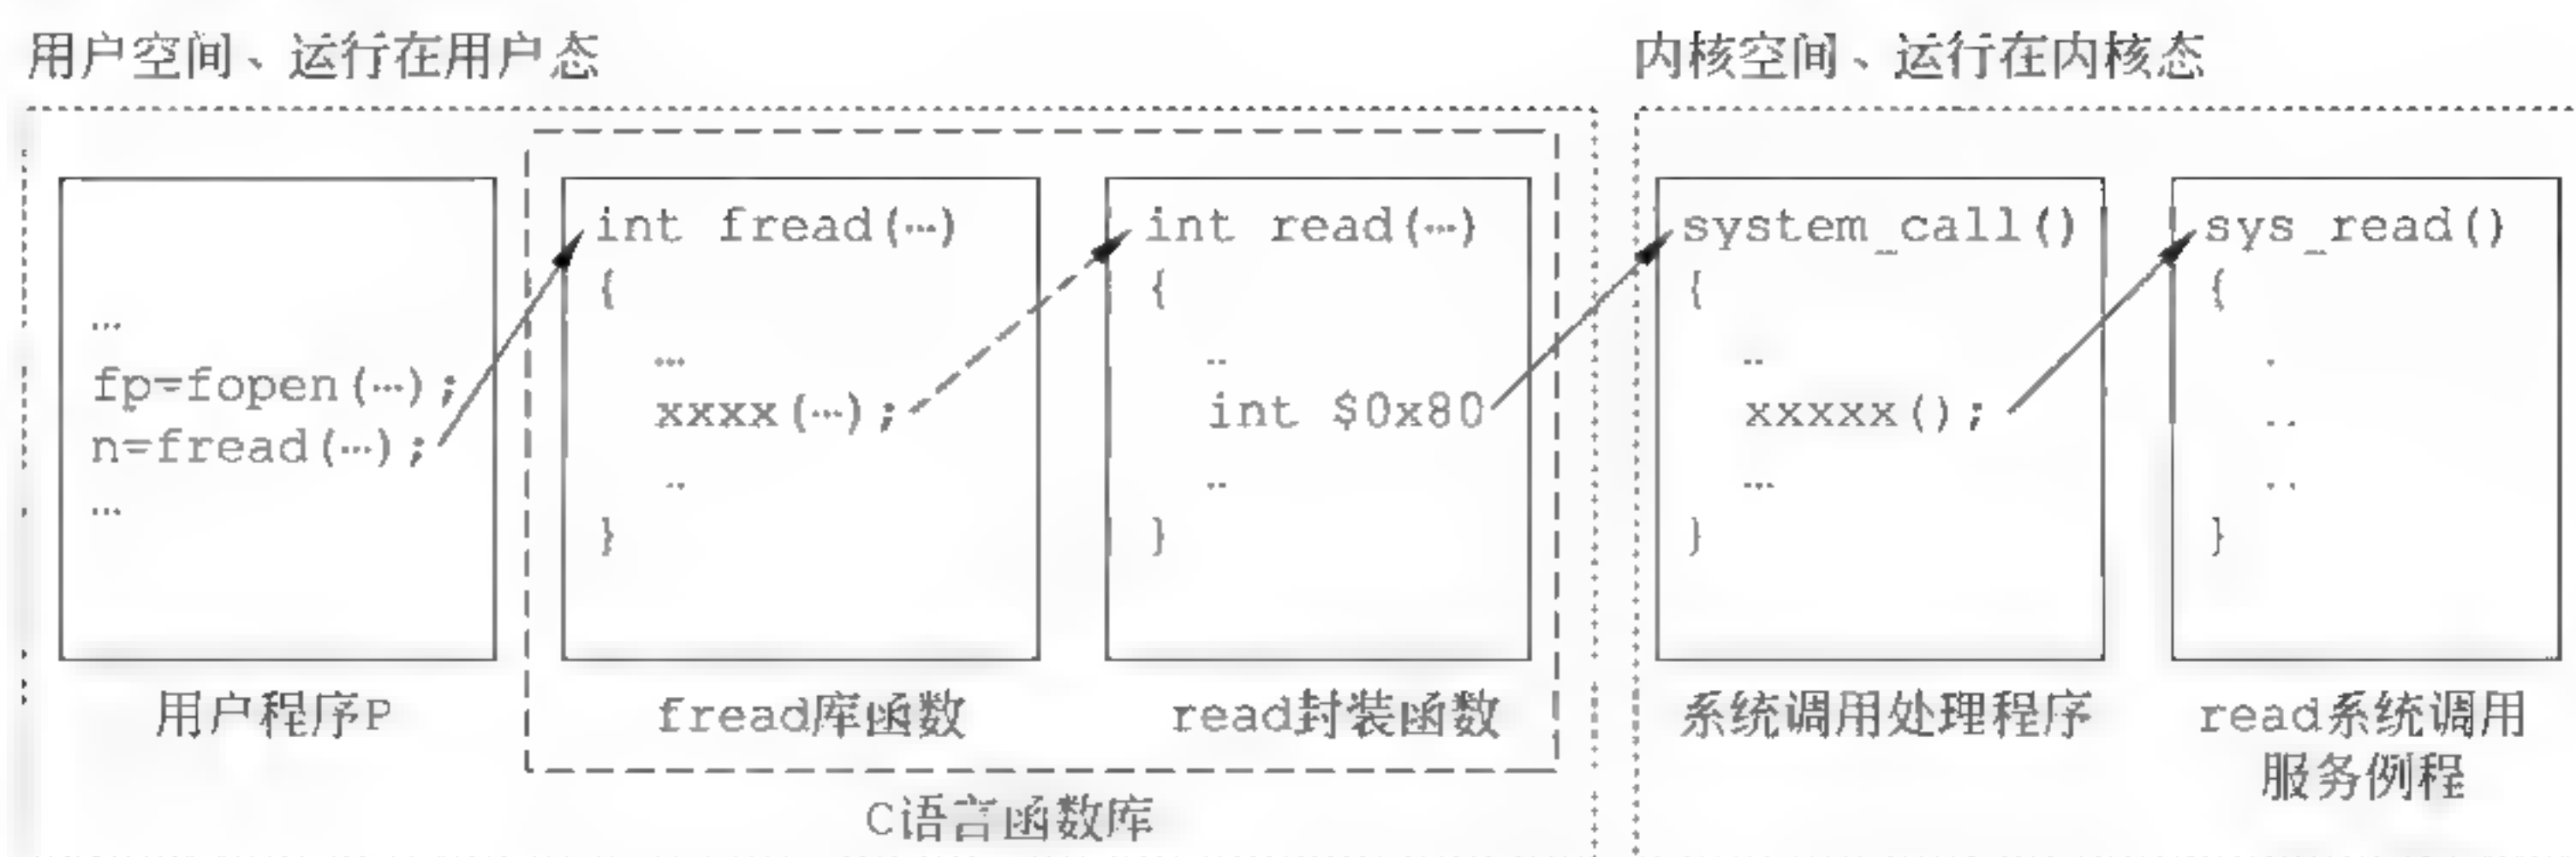 用户空间、运行在用户态
内核空间、运行在内核态
…
fp=fopen(…);
n=fread(…);
…
int fread(…)
{
…
xxxx(…);
..
}
int read(…)
{
..
int $0x80
..
}
system_call()
{
..
xxxxx();
…
}
sys_read()
{
.
..
..
}
用户程序P
fread库函数
read封装函数
系统调用处理程序
read系统调用
服务例程
C语言函数库